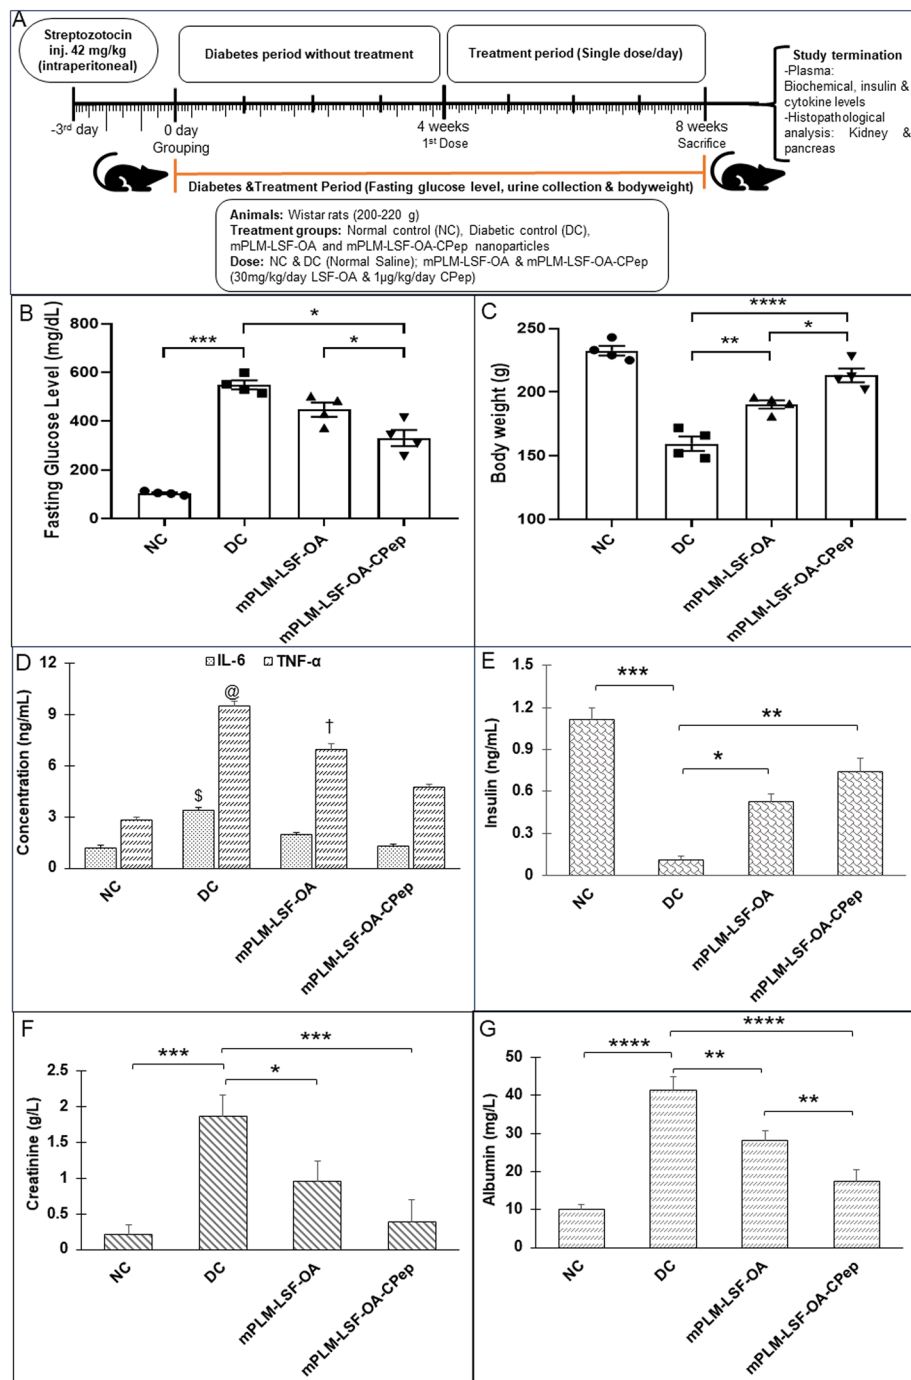 A
Streptozotocin
inj. 42 mg/kg
(intraperitoneal)
Diabetes period without treatment
Treatment period (Single dose/day)
Study termination
-Plasma:
Biochemical, insulin &
cytokine levels
-Histopathological
analysis: Kidney &
pancreas
-3rd day
0 day
Grouping
4 weeks
1st Dose
8 weeks
Sacrifice
Diabetes &Treatment Period (Fasting glucose level, urine collection & bodyweight)
Animals: Wistar rats (200-220 g)
Treatment groups: Normal control (NC), Diabetic control (DC),
mPLM-LSF-OA and mPLM-LSF-OA-CPep nanoparticles
Dose: NC & DC (Normal Saline); mPLM-LSF-OA & mPLM-LSF-OA-CPep
(30mg/kg/day LSF-OA & 1µg/kg/day CPep)
B
Fasting Glucose Level (mg/dL)
800
600
400
200
0
***
*
*
NC
DC
mPLM-LSF-OA
mPLM-LSF-OA-CPep
C
Body weight (g)
250
200
150
100
****
**
*
NC
DC
mPLM-LSF-OA
mPLM-LSF-OA-CPep
D
IL-6
TNF-α
Concentration (ng/mL)
12
9
6
3
0
$
@
†
NC
DC
mPLM-LSF-OA
mPLM-LSF-OA-CPep
E
Insulin (ng/mL)
1.5
1.2
0.9
0.6
0.3
0
***
**
*
NC
DC
mPLM-LSF-OA
mPLM-LSF-OA-CPep
F
Creatinine (g/L)
2.5
2
1.5
1
0.5
0
***
***
*
NC
DC
mPLM-LSF-OA
mPLM-LSF-OA-CPep
G
Albumin (mg/L)
50
40
30
20
10
0
****
****
**
**
NC
DC
mPLM-LSF-OA
mPLM-LSF-OA-CPep